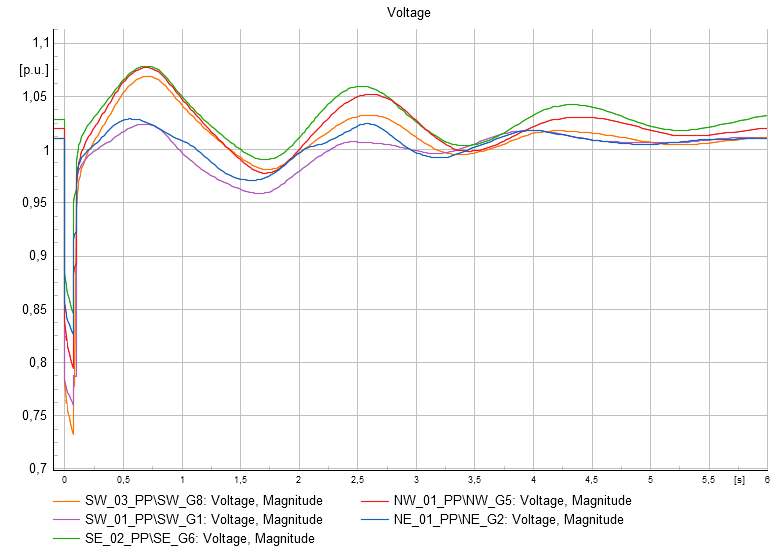 Voltage
1,1
[p.u.]
1,05
1
0,95
0,9
0,85
0,8
0,75
0,7
0 0,5 1 1,5 2 2,5 3 3,5 4 4,5 5 5,5 [s] 6
SW_03_PP\SW_G8: Voltage, Magnitude NW_01_PP\NW_G5: Voltage, Magnitude
SW_01_PP\SW_G1: Voltage, Magnitude NE_01_PP\NE_G2: Voltage, Magnitude
SE_02_PP\SE_G6: Voltage, Magnitude